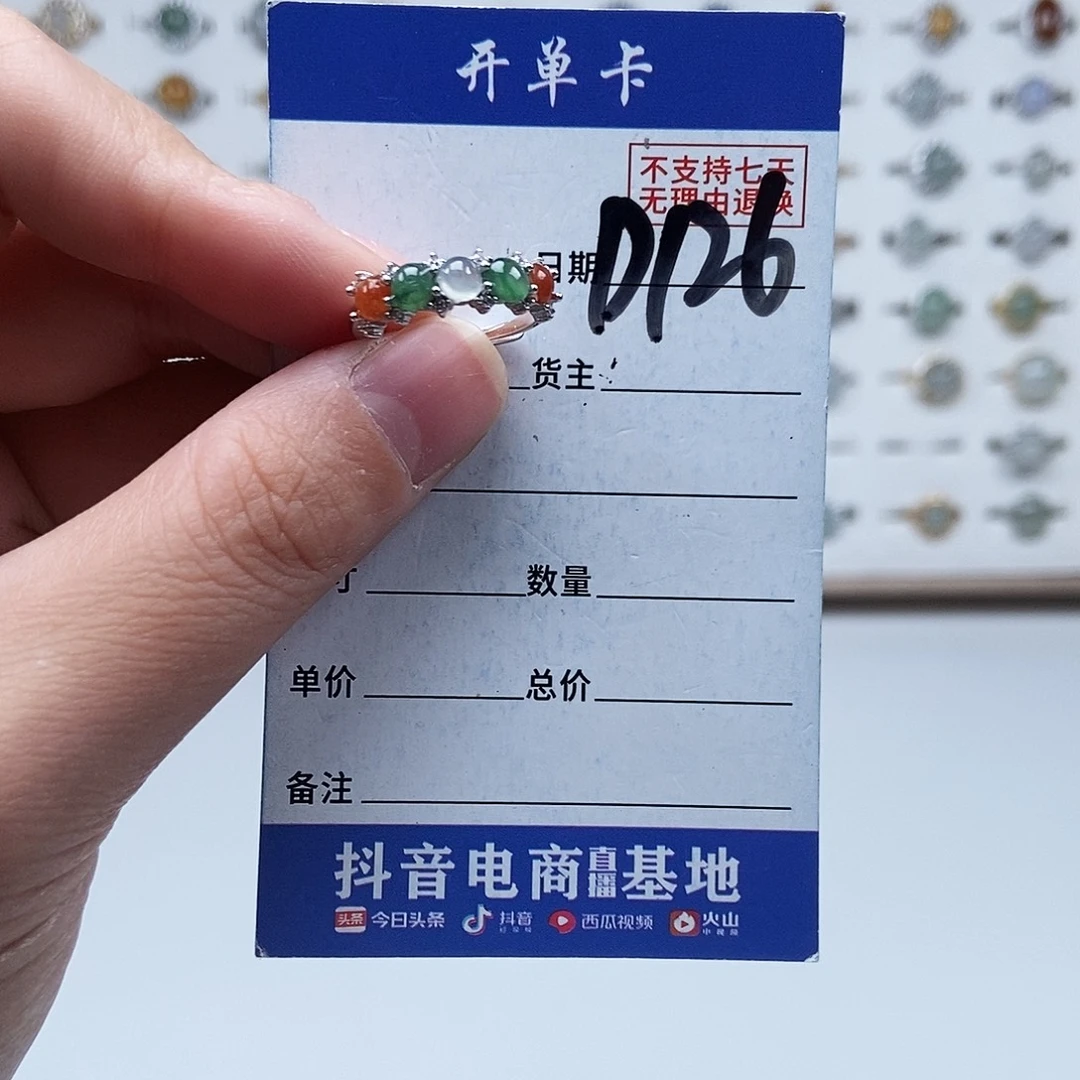 开单卡
不支持七天
无理由退换
日期 D126
货主
寸 数量
单价 总价
备注
抖音电商直播基地
头条 今日头条 抖音 西瓜视频 火山